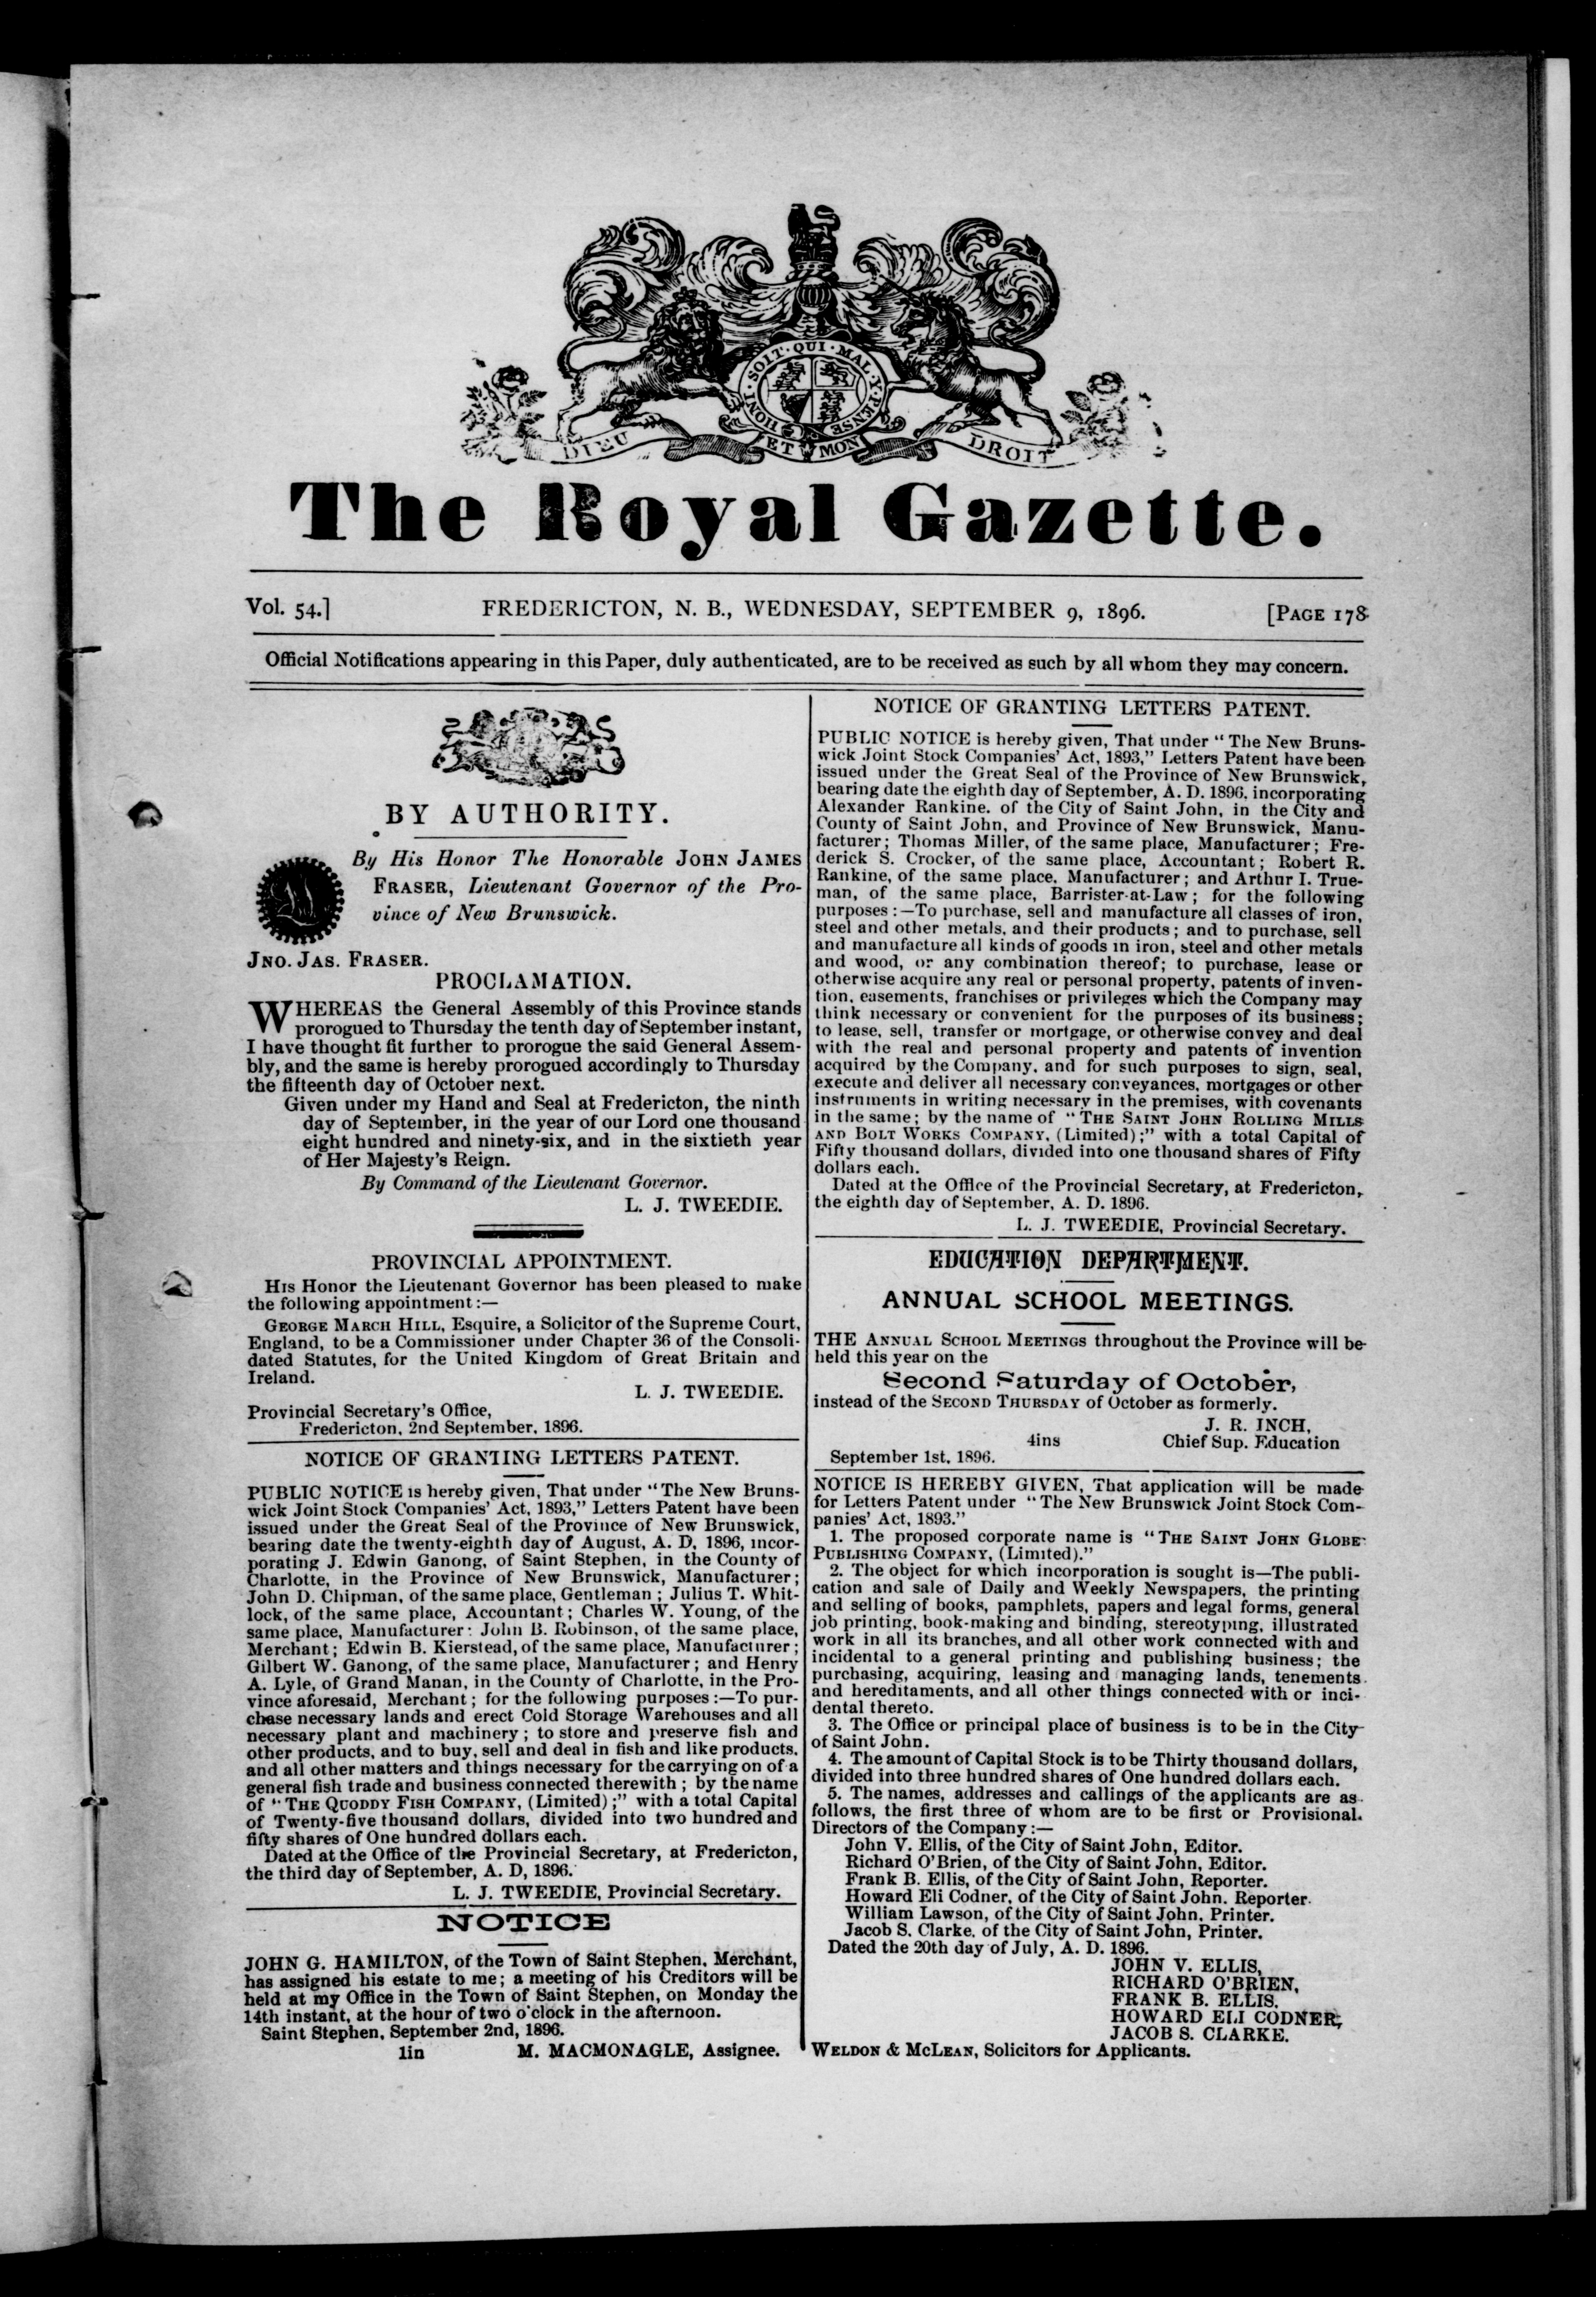 HONI · SOIT · QUI · MAL · Y · PENSE
DIEU ET MON DROIT
The Royal Gazette.
Vol. 54.]
FREDERICTON, N. B., WEDNESDAY, SEPTEMBER 9, 1896.
[PAGE 178
Official Notifications appearing in this Paper, duly authenticated, are to be received as such by all whom they may concern.
BY AUTHORITY.
By His Honor The Honorable JOHN JAMES
FRASER, Lieutenant Governor of the Pro-
vince of New Brunswick.
JNO. JAS. FRASER.
PROCLAMATION.
WHEREAS the General Assembly of this Province stands
prorogued to Thursday the tenth day of September instant,
I have thought fit further to prorogue the said General Assem-
bly, and the same is hereby prorogued accordingly to Thursday
the fifteenth day of October next.
Given under my Hand and Seal at Fredericton, the ninth
day of September, in the year of our Lord one thousand
eight hundred and ninety-six, and in the sixtieth year
of Her Majesty's Reign.
By Command of the Lieutenant Governor.
L. J. TWEEDIE.
PROVINCIAL APPOINTMENT.
HIS Honor the Lieutenant Governor has been pleased to make
the following appointment :—
GEORGE MARCH HILL, Esquire, a Solicitor of the Supreme Court,
England, to be a Commissioner under Chapter 36 of the Consoli-
dated Statutes, for the United Kingdom of Great Britain and
Ireland.
L. J. TWEEDIE.
Provincial Secretary's Office,
Fredericton, 2nd September, 1896.
NOTICE OF GRANTING LETTERS PATENT.
PUBLIC NOTICE is hereby given, That under "The New Bruns-
wick Joint Stock Companies' Act, 1893," Letters Patent have been
issued under the Great Seal of the Province of New Brunswick,
bearing date the twenty-eighth day of August, A. D, 1896, incor-
porating J. Edwin Ganong, of Saint Stephen, in the County of
Charlotte, in the Province of New Brunswick, Manufacturer;
John D. Chipman, of the same place, Gentleman ; Julius T. Whit-
lock, of the same place, Accountant ; Charles W. Young, of the
same place, Manufacturer: John B. Robinson, of the same place,
Merchant; Edwin B. Kierstead, of the same place, Manufacturer;
Gilbert W. Ganong, of the same place, Manufacturer ; and Henry
A. Lyle, of Grand Manan, in the County of Charlotte, in the Pro-
vince aforesaid, Merchant ; for the following purposes :—To pur-
chase necessary lands and erect Cold Storage Warehouses and all
necessary plant and machinery ; to store and preserve fish and
other products, and to buy, sell and deal in fish and like products,
and all other matters and things necessary for the carrying on of a
general fish trade and business connected therewith ; by the name
of "THE QUODDY FISH COMPANY, (Limited) ;" with a total Capital
of Twenty-five thousand dollars, divided into two hundred and
fifty shares of One hundred dollars each.
Dated at the Office of the Provincial Secretary, at Fredericton,
the third day of September, A. D, 1896.
L. J. TWEEDIE, Provincial Secretary.
NOTICE
JOHN G. HAMILTON, of the Town of Saint Stephen, Merchant,
has assigned his estate to me; a meeting of his Creditors will be
held at my Office in the Town of Saint Stephen, on Monday the
14th instant, at the hour of two o'clock in the afternoon.
Saint Stephen, September 2nd, 1896.
1in M. MACMONAGLE, Assignee.
NOTICE OF GRANTING LETTERS PATENT.
PUBLIC NOTICE is hereby given, That under "The New Bruns-
wick Joint Stock Companies' Act, 1893," Letters Patent have been
issued under the Great Seal of the Province of New Brunswick,
bearing date the eighth day of September, A. D. 1896, incorporating
Alexander Rankine, of the City of Saint John, in the City and
County of Saint John, and Province of New Brunswick, Manu-
facturer ; Thomas Miller, of the same place, Manufacturer ; Fre-
derick S. Crocker, of the same place, Accountant ; Robert R.
Rankine, of the same place, Manufacturer ; and Arthur I. True-
man, of the same place, Barrister-at-Law ; for the following
purposes :—To purchase, sell and manufacture all classes of iron,
steel and other metals, and their products ; and to purchase, sell
and manufacture all kinds of goods in iron, steel and other metals
and wood, or any combination thereof; to purchase, lease or
otherwise acquire any real or personal property, patents of inven-
tion, easements, franchises or privileges which the Company may
think necessary or convenient for the purposes of its business;
to lease, sell, transfer or mortgage, or otherwise convey and deal
with the real and personal property and patents of invention
acquired by the Company, and for such purposes to sign, seal,
execute and deliver all necessary conveyances, mortgages or other
instruments in writing necessary in the premises, with covenants
in the same; by the name of "THE SAINT JOHN ROLLING MILLS
AND BOLT WORKS COMPANY, (Limited) ;" with a total Capital of
Fifty thousand dollars, divided into one thousand shares of Fifty
dollars each.
Dated at the Office of the Provincial Secretary, at Fredericton,
the eighth day of September, A. D. 1896.
L. J. TWEEDIE, Provincial Secretary.
EDUCATION DEPARTMENT.
ANNUAL SCHOOL MEETINGS.
THE ANNUAL SCHOOL MEETINGS throughout the Province will be
held this year on the
Second Saturday of October,
instead of the SECOND THURSDAY of October as formerly.
J. R. INCH,
4ins Chief Sup. Education
September 1st, 1896.
NOTICE IS HEREBY GIVEN, That application will be made
for Letters Patent under "The New Brunswick Joint Stock Com-
panies' Act, 1893."
1. The proposed corporate name is "THE SAINT JOHN GLOBE
PUBLISHING COMPANY, (Limited)."
2. The object for which incorporation is sought is—The publi-
cation and sale of Daily and Weekly Newspapers, the printing
and selling of books, pamphlets, papers and legal forms, general
job printing, book-making and binding, stereotyping, illustrated
work in all its branches, and all other work connected with and
incidental to a general printing and publishing business; the
purchasing, acquiring, leasing and managing lands, tenements
and hereditaments, and all other things connected with or inci-
dental thereto.
3. The Office or principal place of business is to be in the City
of Saint John.
4. The amount of Capital Stock is to be Thirty thousand dollars,
divided into three hundred shares of One hundred dollars each.
5. The names, addresses and callings of the applicants are as
follows, the first three of whom are to be first or Provisional
Directors of the Company :—
John V. Ellis, of the City of Saint John, Editor.
Richard O'Brien, of the City of Saint John, Editor.
Frank B. Ellis, of the City of Saint John, Reporter.
Howard Eli Codner, of the City of Saint John. Reporter.
William Lawson, of the City of Saint John, Printer.
Jacob S. Clarke, of the City of Saint John, Printer.
Dated the 20th day of July, A. D. 1896.
JOHN V. ELLIS,
RICHARD O'BRIEN,
FRANK B. ELLIS,
HOWARD ELI CODNER,
JACOB S. CLARKE.
WELDON & MCLEAN, Solicitors for Applicants.